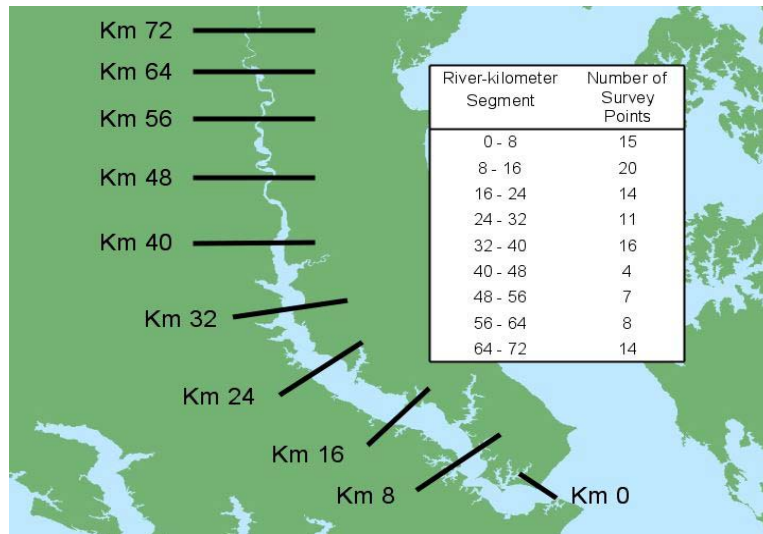 Km 72
Km 64
Km 56
Km 48
Km 40
Km 32
Km 24
Km 16
Km 8
Km 0
River-kilometer Segment Number of Survey Points
0 - 8 15
8 - 16 20
16 - 24 14
24 - 32 11
32 - 40 16
40 - 48 4
48 - 56 7
56 - 64 8
64 - 72 14